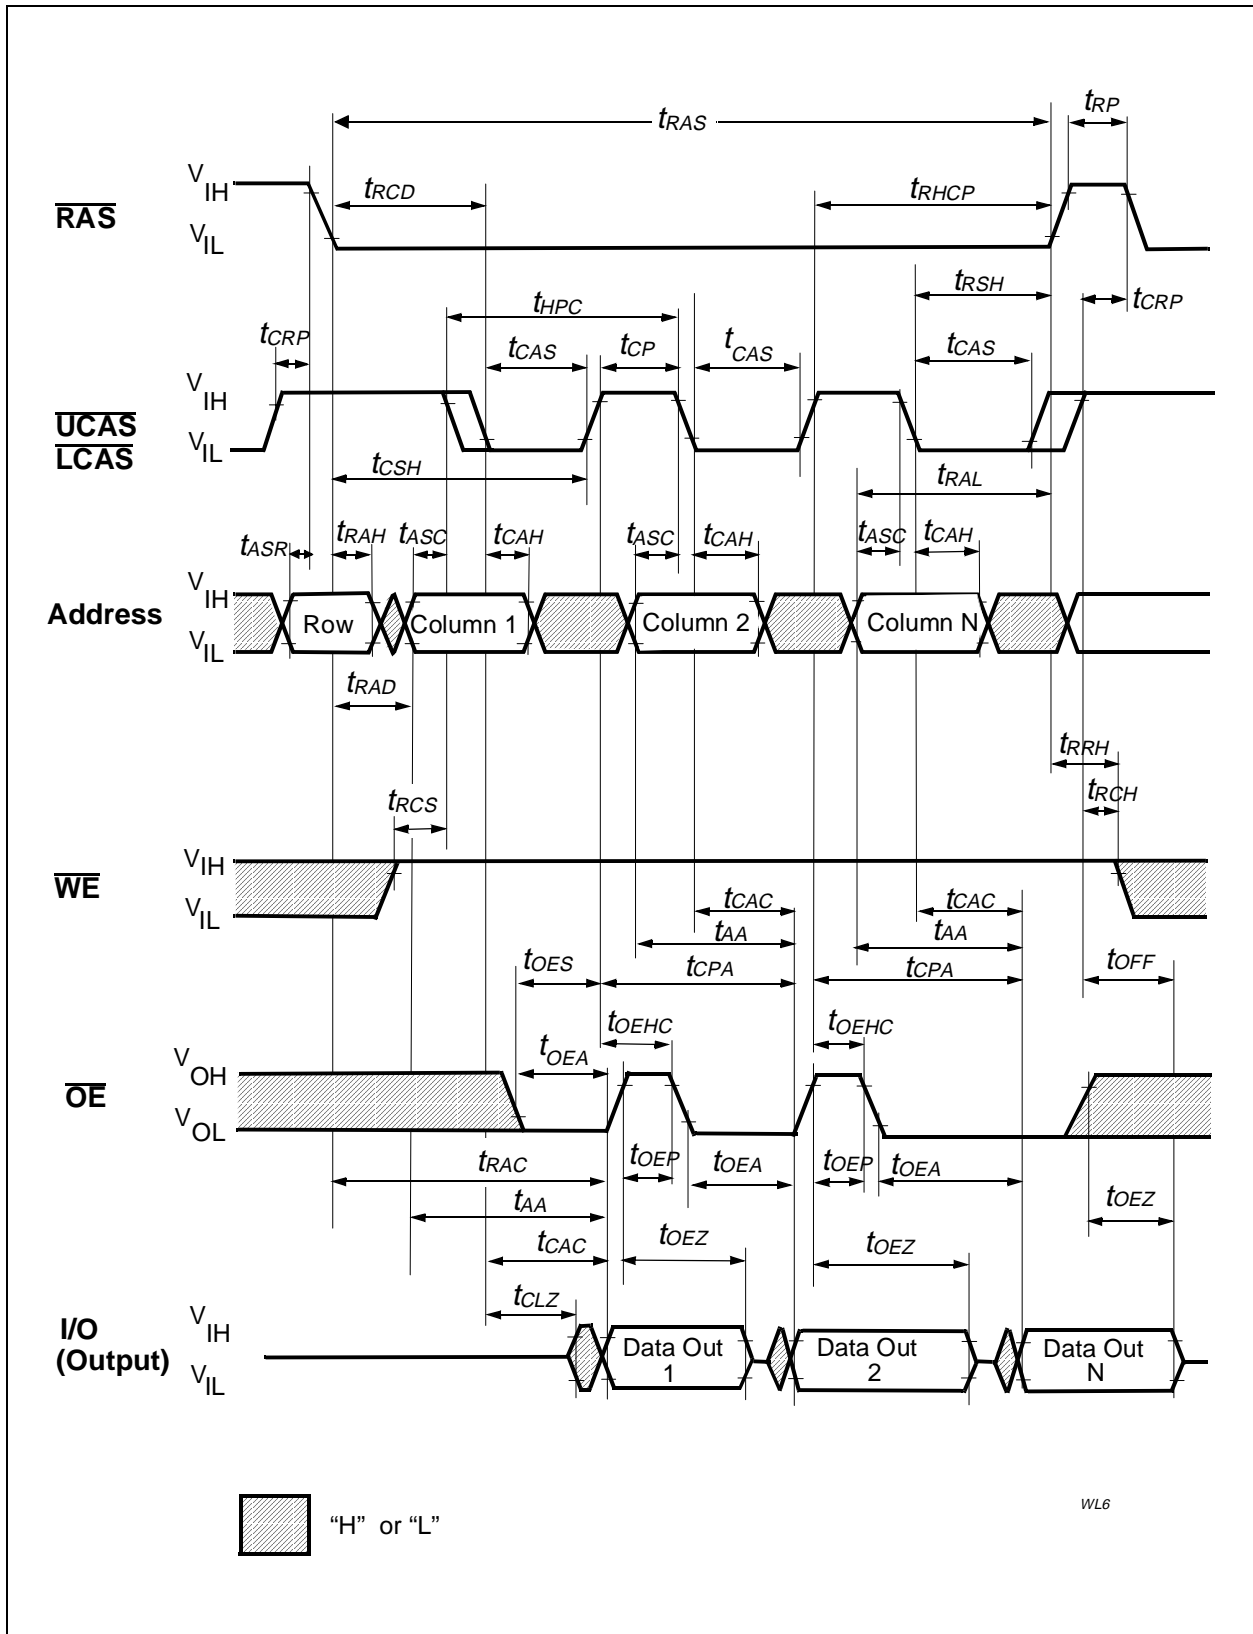 tRP
tRAS
VIH
tRCD
tRHCP
RAS
VIL
tRSH
tHPC
tCRP
tCRP
tCAS
tCP
tCAS
tCAS
VIH
UCAS
LCAS
VIL
tCSH
tRAL
tASR
tRAH
tASC
tCAH
tASC
tCAH
tASC
tCAH
VIH
Address
Row
Column 1
Column 2
Column N
VIL
tRAD
tRRH
tRCS
tRCH
VIH
WE
VIL
tCAC
tCAC
tAA
tAA
tOES
tCPA
tCPA
tOFF
tOEHC
tOEHC
tOEA
VOH
OE
VOL
tRAC
tOEP
tOEA
tOEP
tOEA
tAA
tOEZ
tCAC
tOEZ
tOEZ
tCLZ
I/O
(Output)
VIH
VIL
Data Out
1
Data Out
2
Data Out
N
WL6
“H” or “L”